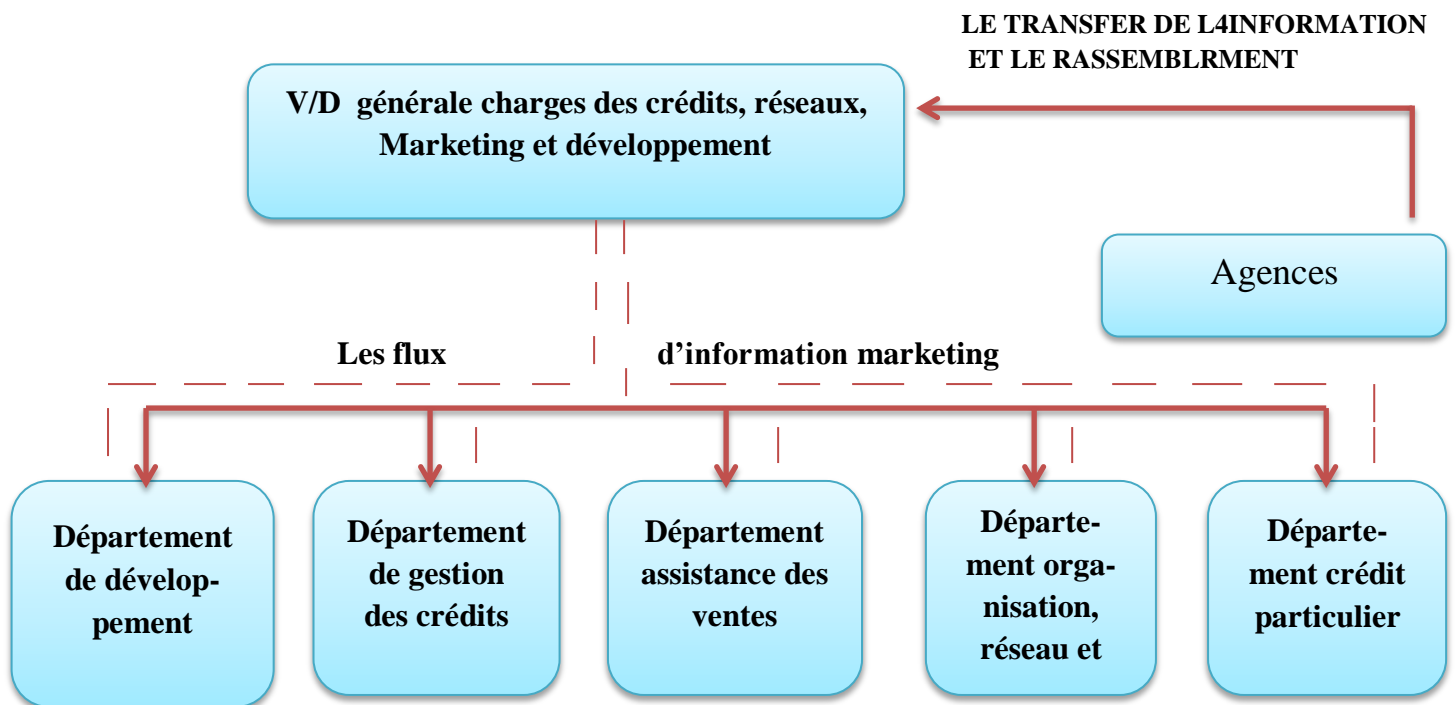 LE TRANSFER DE L4INFORMATION
ET LE RASSEMBLRMENT
V/D générale charges des crédits, réseaux,
Marketing et développement
Agences
Les flux d’information marketing
Département
de dévelop-
pement
Département
de gestion
des crédits
Département
assistance des
ventes
Départe-
ment orga-
nisation,
réseau et
Départe-
ment crédit
particulier